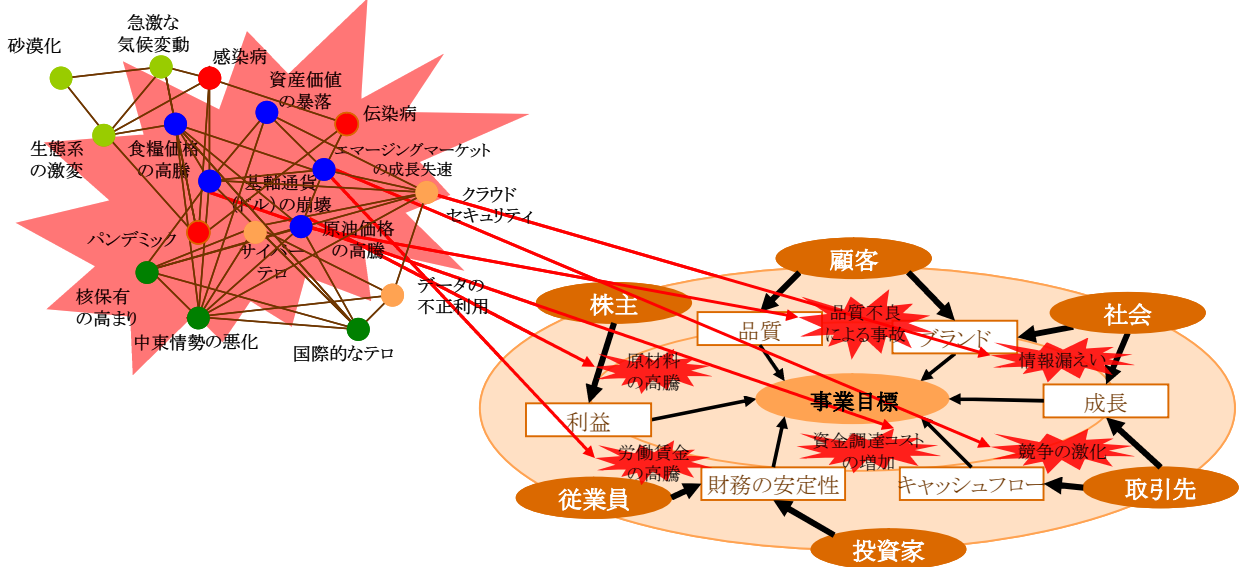 急激な
気候変動
砂漠化
感染病
資産価値
の暴落
伝染病
生態系
の激変
食糧価格
の高騰
エマージングマーケット
の成長失速
基軸通貨
(ドル)の崩壊
クラウド
セキュリティ
パンデミック
サイバー
テロ
原油価格
の高騰
核保有
の高まり
データの
不正利用
中東情勢の悪化
国際的なテロ
顧客
株主
社会
品質
品質不良
による事故
ブランド
原材料
の高騰
情報漏えい
利益
事業目標
成長
労働賃金
の高騰
資金調達コスト
の増加
競争の激化
従業員
財務の安定性
キャッシュフロー
取引先
投資家